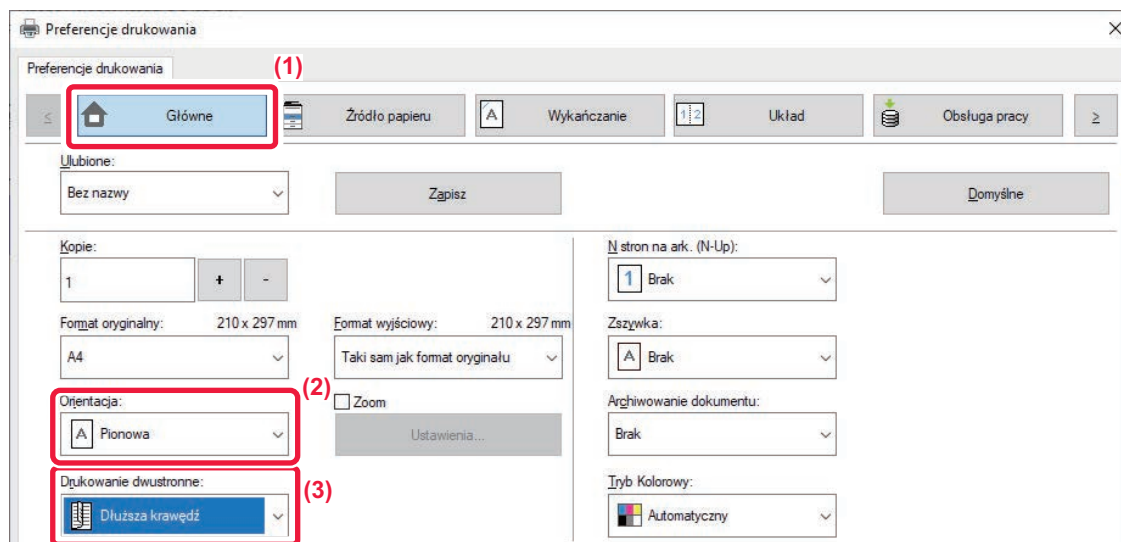 Preferencje drukowania
Preferencje drukowania
(1)
≤ Główne Źródło papieru A Wykańczanie 1 2 Układ Obsługa pracy ≥
Ulubione:
Bez nazwy Zapisz Domyślne
Kopie: N stron na ark. (N-Up):
1 + - 1 Brak
Format oryginalny: 210 x 297 mm Format wyjściowy: 210 x 297 mm Zszywka:
A4 Taki sam jak format oryginału A Brak
(2)
Orientacja: Zoom Archiwowanie dokumentu:
A Pionowa Ustawienia... Brak
Drukowanie dwustronne: (3) Tryb Kolorowy:
Dłuższa krawędź Automatyczny